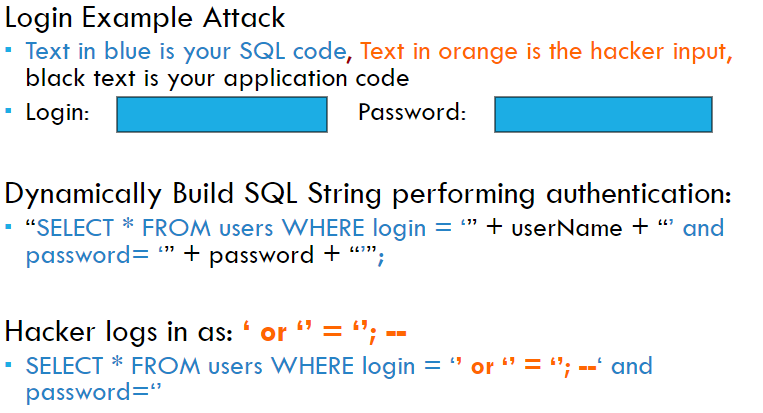 Login Example Attack
▪ Text in blue is your SQL code, Text in orange is the hacker input,
black text is your application code
▪ Login: Password:
Dynamically Build SQL String performing authentication:
▪ “SELECT * FROM users WHERE login = ‘” + userName + “’ and
password= ‘” + password + “’”;
Hacker logs in as: ‘ or ‘’ = ‘’; --
▪ SELECT * FROM users WHERE login = ‘’ or ‘’ = ‘’; --‘ and
password=‘’